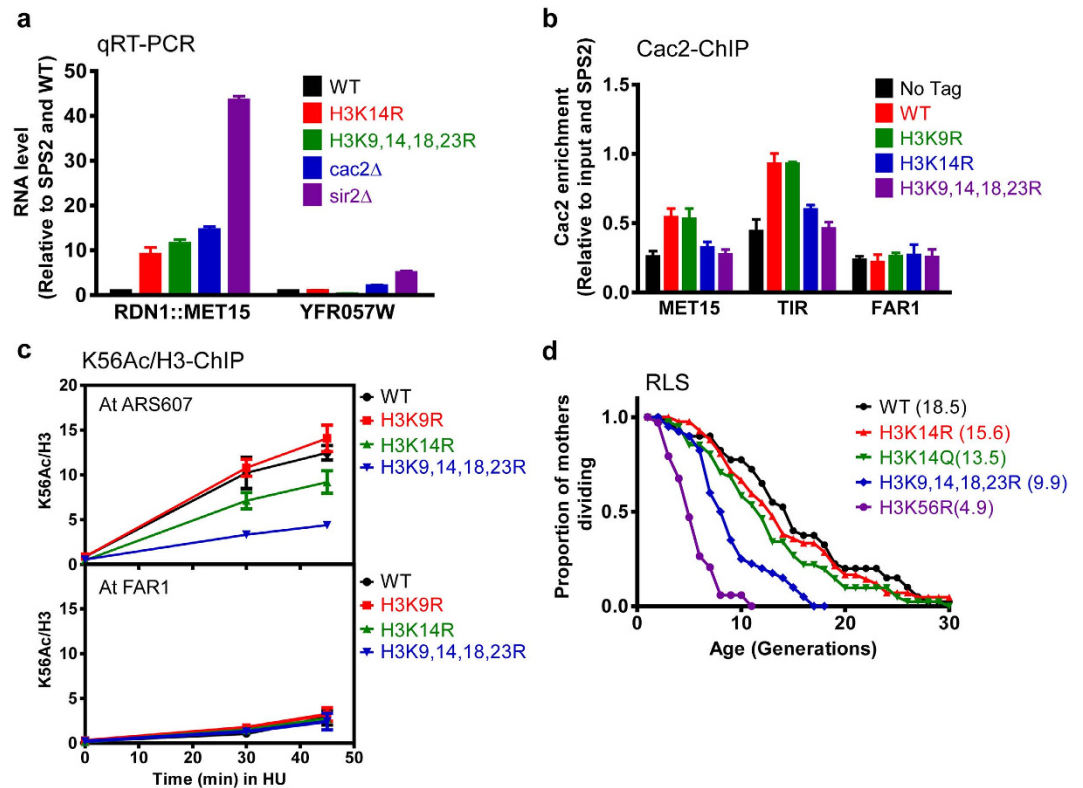 a
qRT-PCR
RNA level
(Relative to SPS2 and WT)
50
40
30
20
10
0
WT
H3K14R
H3K9,14,18,23R
cac2Δ
sir2Δ
RDN1::MET15
YFR057W
b
Cac2-ChIP
Cac2 enrichment
(Relative to input and SPS2)
1.5
1.0
0.5
0.0
No Tag
WT
H3K9R
H3K14R
H3K9,14,18,23R
MET15
TIR
FAR1
c
K56Ac/H3-ChIP
At ARS607
K56Ac/H3
20
15
10
5
0
WT
H3K9R
H3K14R
H3K9,14,18,23R
At FAR1
K56Ac/H3
15
10
5
0
WT
H3K9R
H3K14R
H3K9,14,18,23R
0
10
20
30
40
50
Time (min) in HU
d
RLS
Proportion of mothers
dividing
1.0
0.5
0.0
WT (18.5)
H3K14R (15.6)
H3K14Q(13.5)
H3K9,14,18,23R (9.9)
H3K56R(4.9)
0
10
20
30
Age (Generations)